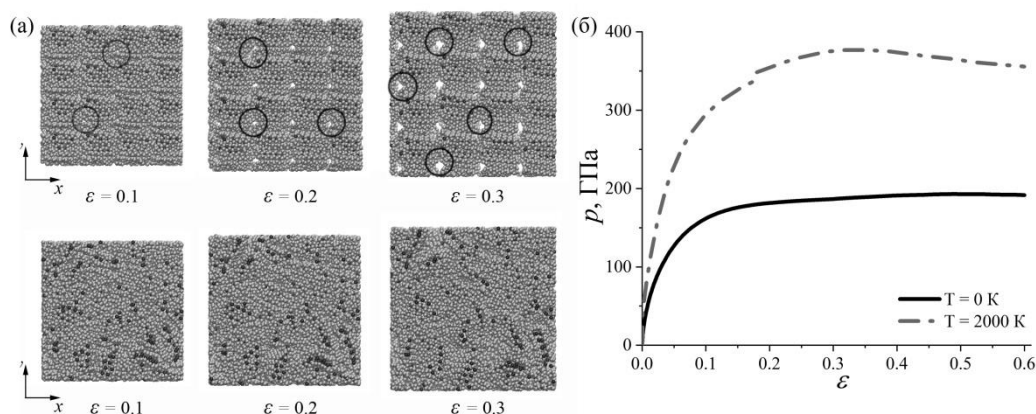 (а)
x
ε = 0.1
ε = 0.2
ε = 0.3
x
ε = 0.1
ε = 0.2
ε = 0.3
(б)
p, ГПа
400
300
200
100
0
T = 0 К
T = 2000 К
0.0 0.1 0.2 0.3 0.4 0.5 0.6
ε